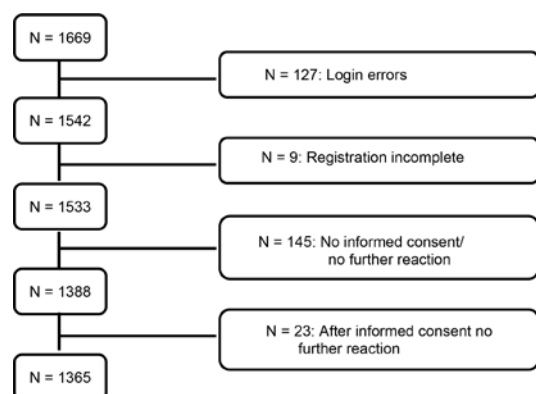 N = 1669
N = 127: Login errors
N = 1542
N = 9: Registration incomplete
N = 1533
N = 145: No informed consent/
no further reaction
N = 1388
N = 23: After informed consent no
further reaction
N = 1365